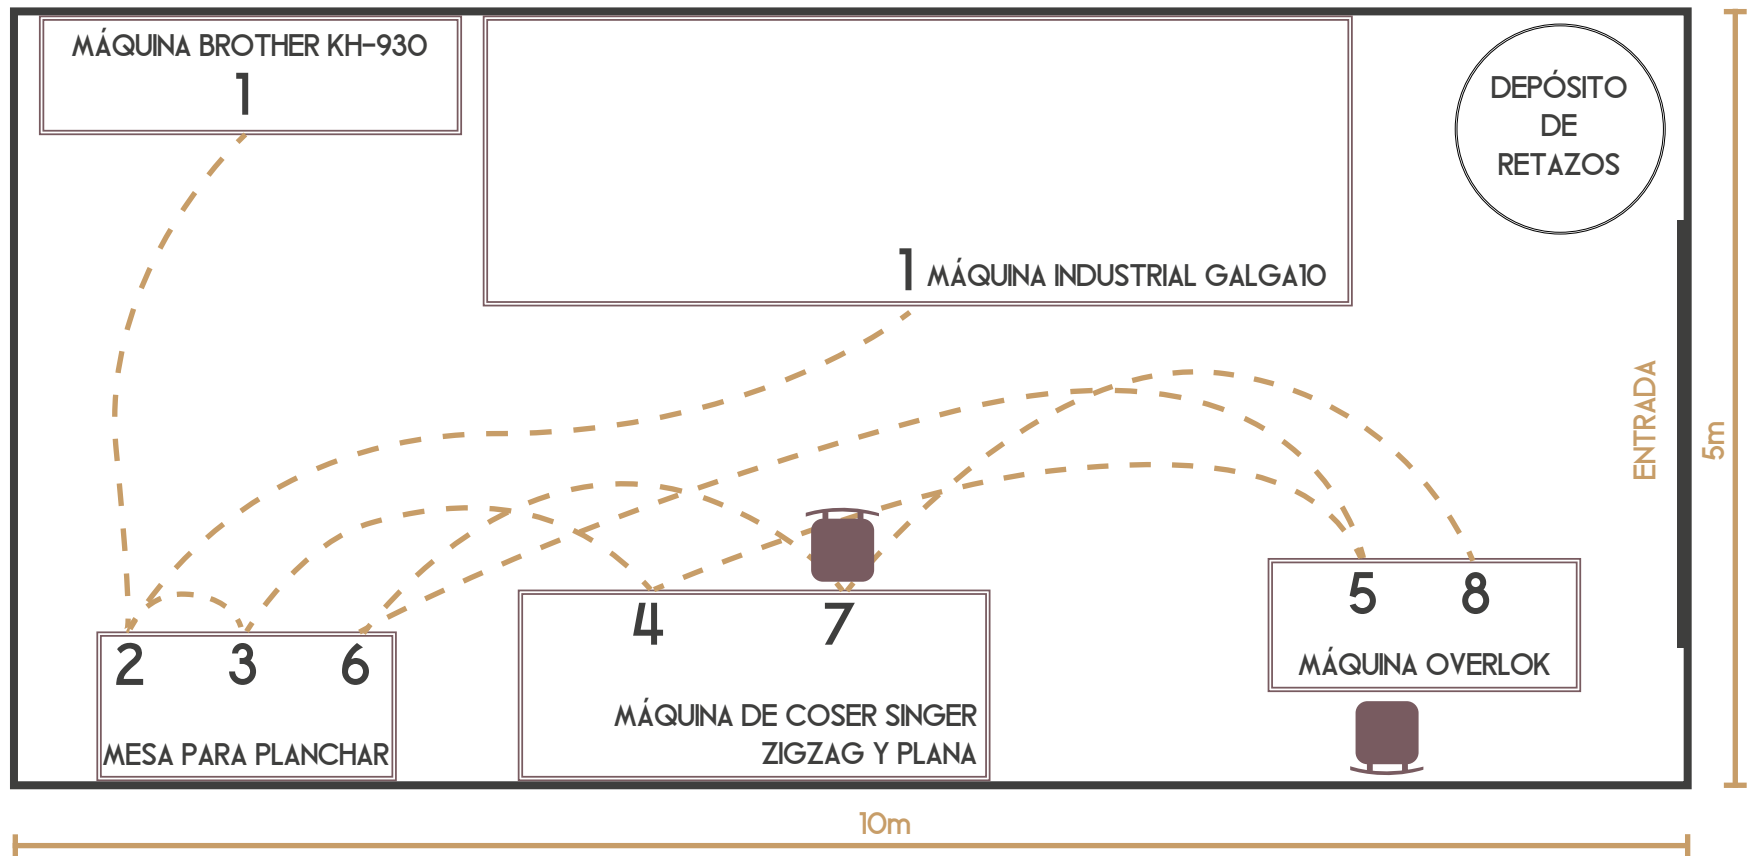 MÁQUINA BROTHER KH-930
1
DEPÓSITO
DE
RETAZOS
1 MÁQUINA INDUSTRIAL GALGA10
ENTRADA
5m
2 3 6
MESA PARA PLANCHAR
4 7
MÁQUINA DE COSER SINGER
ZIGZAG Y PLANA
5 8
MÁQUINA OVERLOK
10m